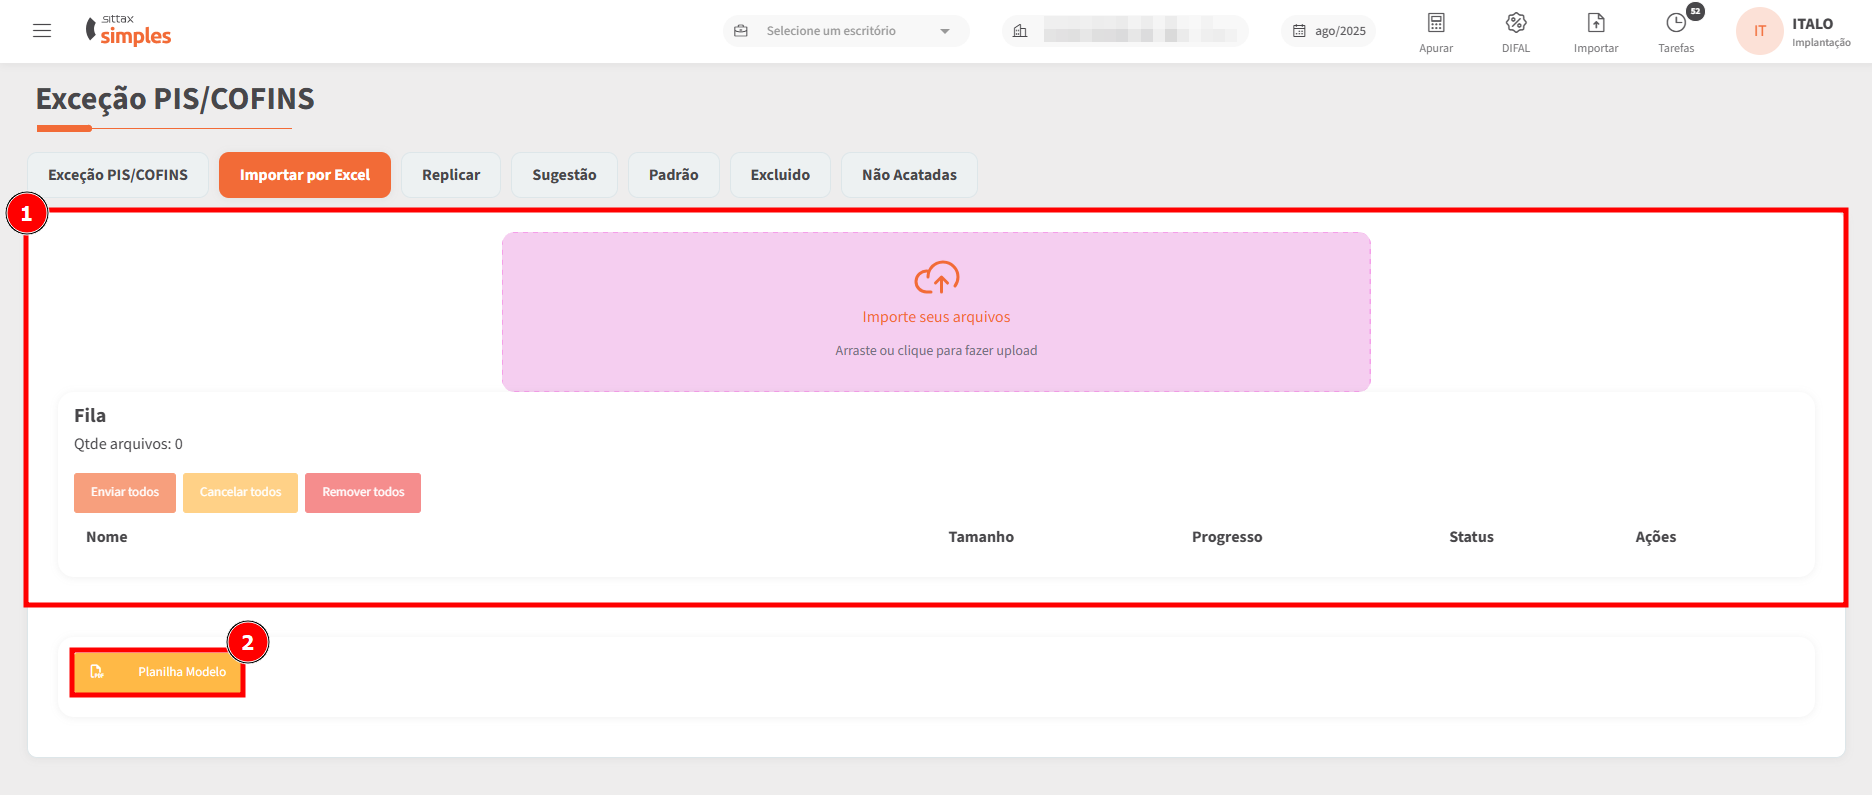 sittax
simples
Selecione um escritório
ago/2025
Apurar
DIFAL
Importar
52
Tarefas
IT
ITALO
Implantação
Exceção PIS/COFINS
Exceção PIS/COFINS
Importar por Excel
Replicar
Sugestão
Padrão
Excluido
Não Acatadas
1
Importe seus arquivos
Arraste ou clique para fazer upload
Fila
Qtde arquivos: 0
Enviar todos
Cancelar todos
Remover todos
Nome
Tamanho
Progresso
Status
Ações
2
Planilha Modelo